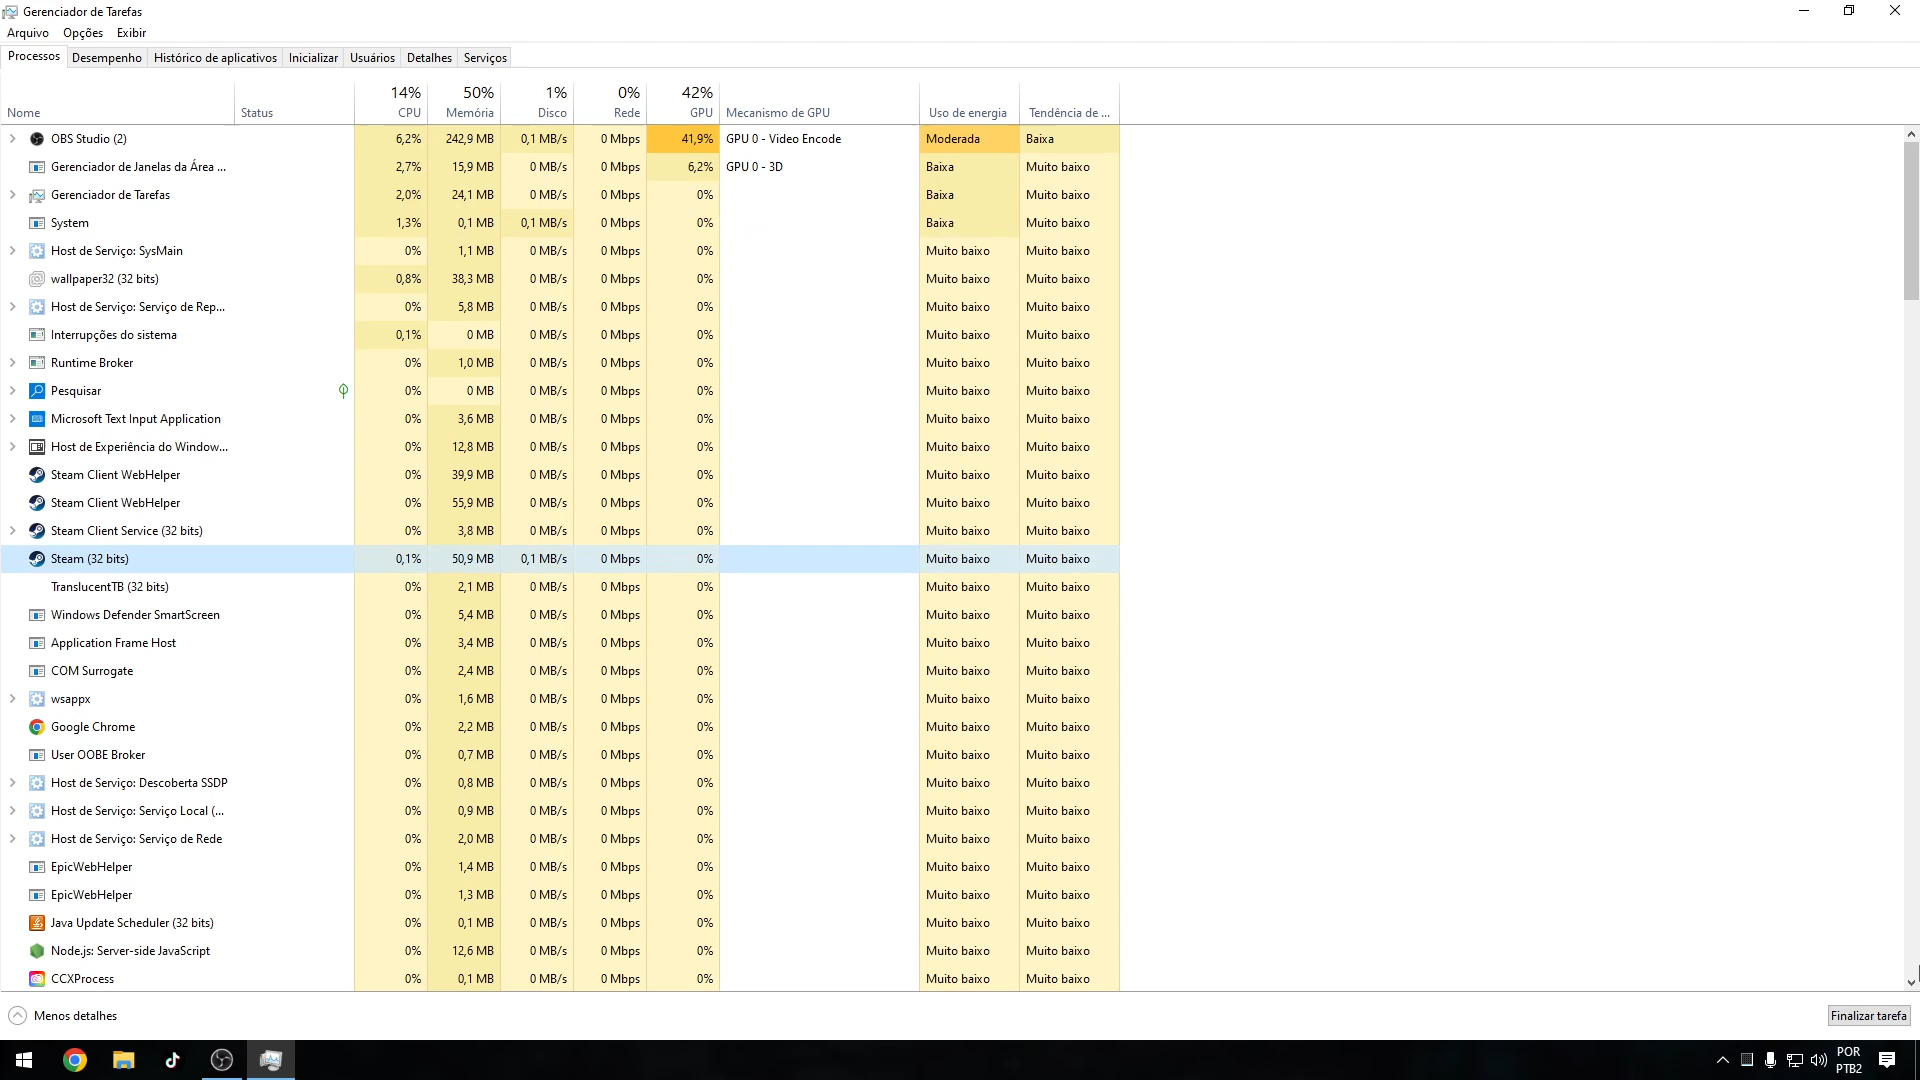 Gerenciador de Tarefas
Arquivo Opções Exibir
Processos Desempenho Histórico de aplicativos Inicializar Usuários Detalhes Serviços
14% 50% 1% 0% 42%
Nome Status CPU Memória Disco Rede GPU Mecanismo de GPU Uso de energia Tendência de ...
OBS Studio (2) 6,2% 242,9 MB 0,1 MB/s 0 Mbps 41,9% GPU 0 - Video Encode Moderada Baixa
Gerenciador de Janelas da Área ... 2,7% 15,9 MB 0 MB/s 0 Mbps 6,2% GPU 0 - 3D Baixa Muito baixo
Gerenciador de Tarefas 2,0% 24,1 MB 0 MB/s 0 Mbps 0% Baixa Muito baixo
System 1,3% 0,1 MB 0,1 MB/s 0 Mbps 0% Baixa Muito baixo
Host de Serviço: SysMain 0% 1,1 MB 0 MB/s 0 Mbps 0% Muito baixo Muito baixo
wallpaper32 (32 bits) 0,8% 38,3 MB 0 MB/s 0 Mbps 0% Muito baixo Muito baixo
Host de Serviço: Serviço de Rep... 0% 5,8 MB 0 MB/s 0 Mbps 0% Muito baixo Muito baixo
Interrupções do sistema 0,1% 0 MB 0 MB/s 0 Mbps 0% Muito baixo Muito baixo
Runtime Broker 0% 1,0 MB 0 MB/s 0 Mbps 0% Muito baixo Muito baixo
Pesquisar 0% 0 MB 0 MB/s 0 Mbps 0% Muito baixo Muito baixo
Microsoft Text Input Application 0% 3,6 MB 0 MB/s 0 Mbps 0% Muito baixo Muito baixo
Host de Experiência do Window... 0% 12,8 MB 0 MB/s 0 Mbps 0% Muito baixo Muito baixo
Steam Client WebHelper 0% 39,9 MB 0 MB/s 0 Mbps 0% Muito baixo Muito baixo
Steam Client WebHelper 0% 55,9 MB 0 MB/s 0 Mbps 0% Muito baixo Muito baixo
Steam Client Service (32 bits) 0% 3,8 MB 0 MB/s 0 Mbps 0% Muito baixo Muito baixo
Steam (32 bits) 0,1% 50,9 MB 0,1 MB/s 0 Mbps 0% Muito baixo Muito baixo
TranslucentTB (32 bits) 0% 2,1 MB 0 MB/s 0 Mbps 0% Muito baixo Muito baixo
Windows Defender SmartScreen 0% 5,4 MB 0 MB/s 0 Mbps 0% Muito baixo Muito baixo
Application Frame Host 0% 3,4 MB 0 MB/s 0 Mbps 0% Muito baixo Muito baixo
COM Surrogate 0% 2,4 MB 0 MB/s 0 Mbps 0% Muito baixo Muito baixo
wsappx 0% 1,6 MB 0 MB/s 0 Mbps 0% Muito baixo Muito baixo
Google Chrome 0% 2,2 MB 0 MB/s 0 Mbps 0% Muito baixo Muito baixo
User OOBE Broker 0% 0,7 MB 0 MB/s 0 Mbps 0% Muito baixo Muito baixo
Host de Serviço: Descoberta SSDP 0% 0,8 MB 0 MB/s 0 Mbps 0% Muito baixo Muito baixo
Host de Serviço: Serviço Local (... 0% 0,9 MB 0 MB/s 0 Mbps 0% Muito baixo Muito baixo
Host de Serviço: Serviço de Rede 0% 2,0 MB 0 MB/s 0 Mbps 0% Muito baixo Muito baixo
EpicWebHelper 0% 1,4 MB 0 MB/s 0 Mbps 0% Muito baixo Muito baixo
EpicWebHelper 0% 1,3 MB 0 MB/s 0 Mbps 0% Muito baixo Muito baixo
Java Update Scheduler (32 bits) 0% 0,1 MB 0 MB/s 0 Mbps 0% Muito baixo Muito baixo
Node.js: Server-side JavaScript 0% 12,6 MB 0 MB/s 0 Mbps 0% Muito baixo Muito baixo
CCXProcess 0% 0,1 MB 0 MB/s 0 Mbps 0% Muito baixo Muito baixo
Menos detalhes Finalizar tarefa
POR
PTB2